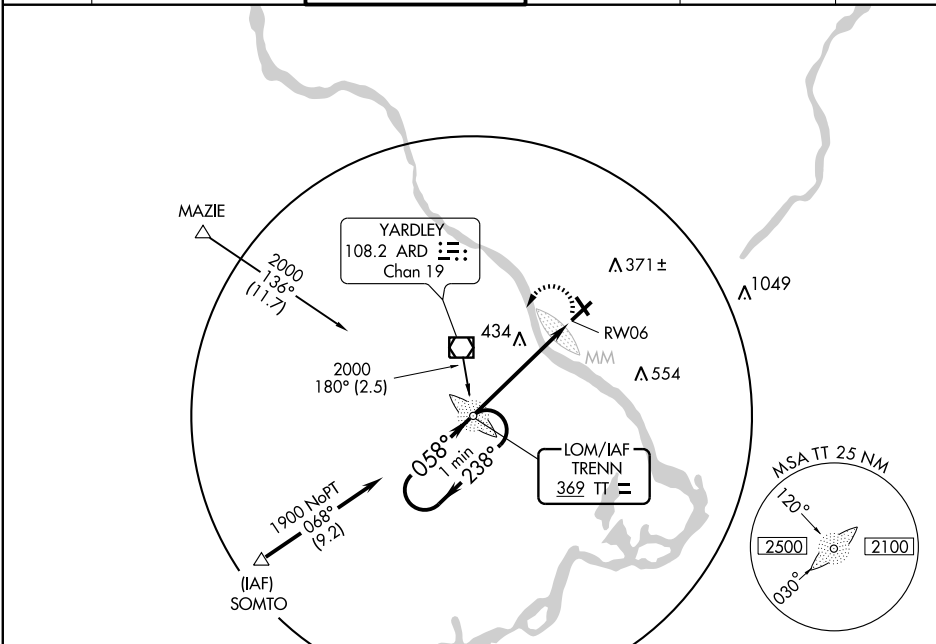 MAZIE
2000
136°
(11.7)
YARDLEY
108.2 ARD
Chan 19
371±
1049
434
RW06
MM
554
2000
180° (2.5)
058°
1 min
238°
LOM/IAF
TRENN
369 TT
1900 NoPT
068°
(9.2)
(IAF)
SOMTO
MSA TT 25 NM
120°
2500
2100
030°